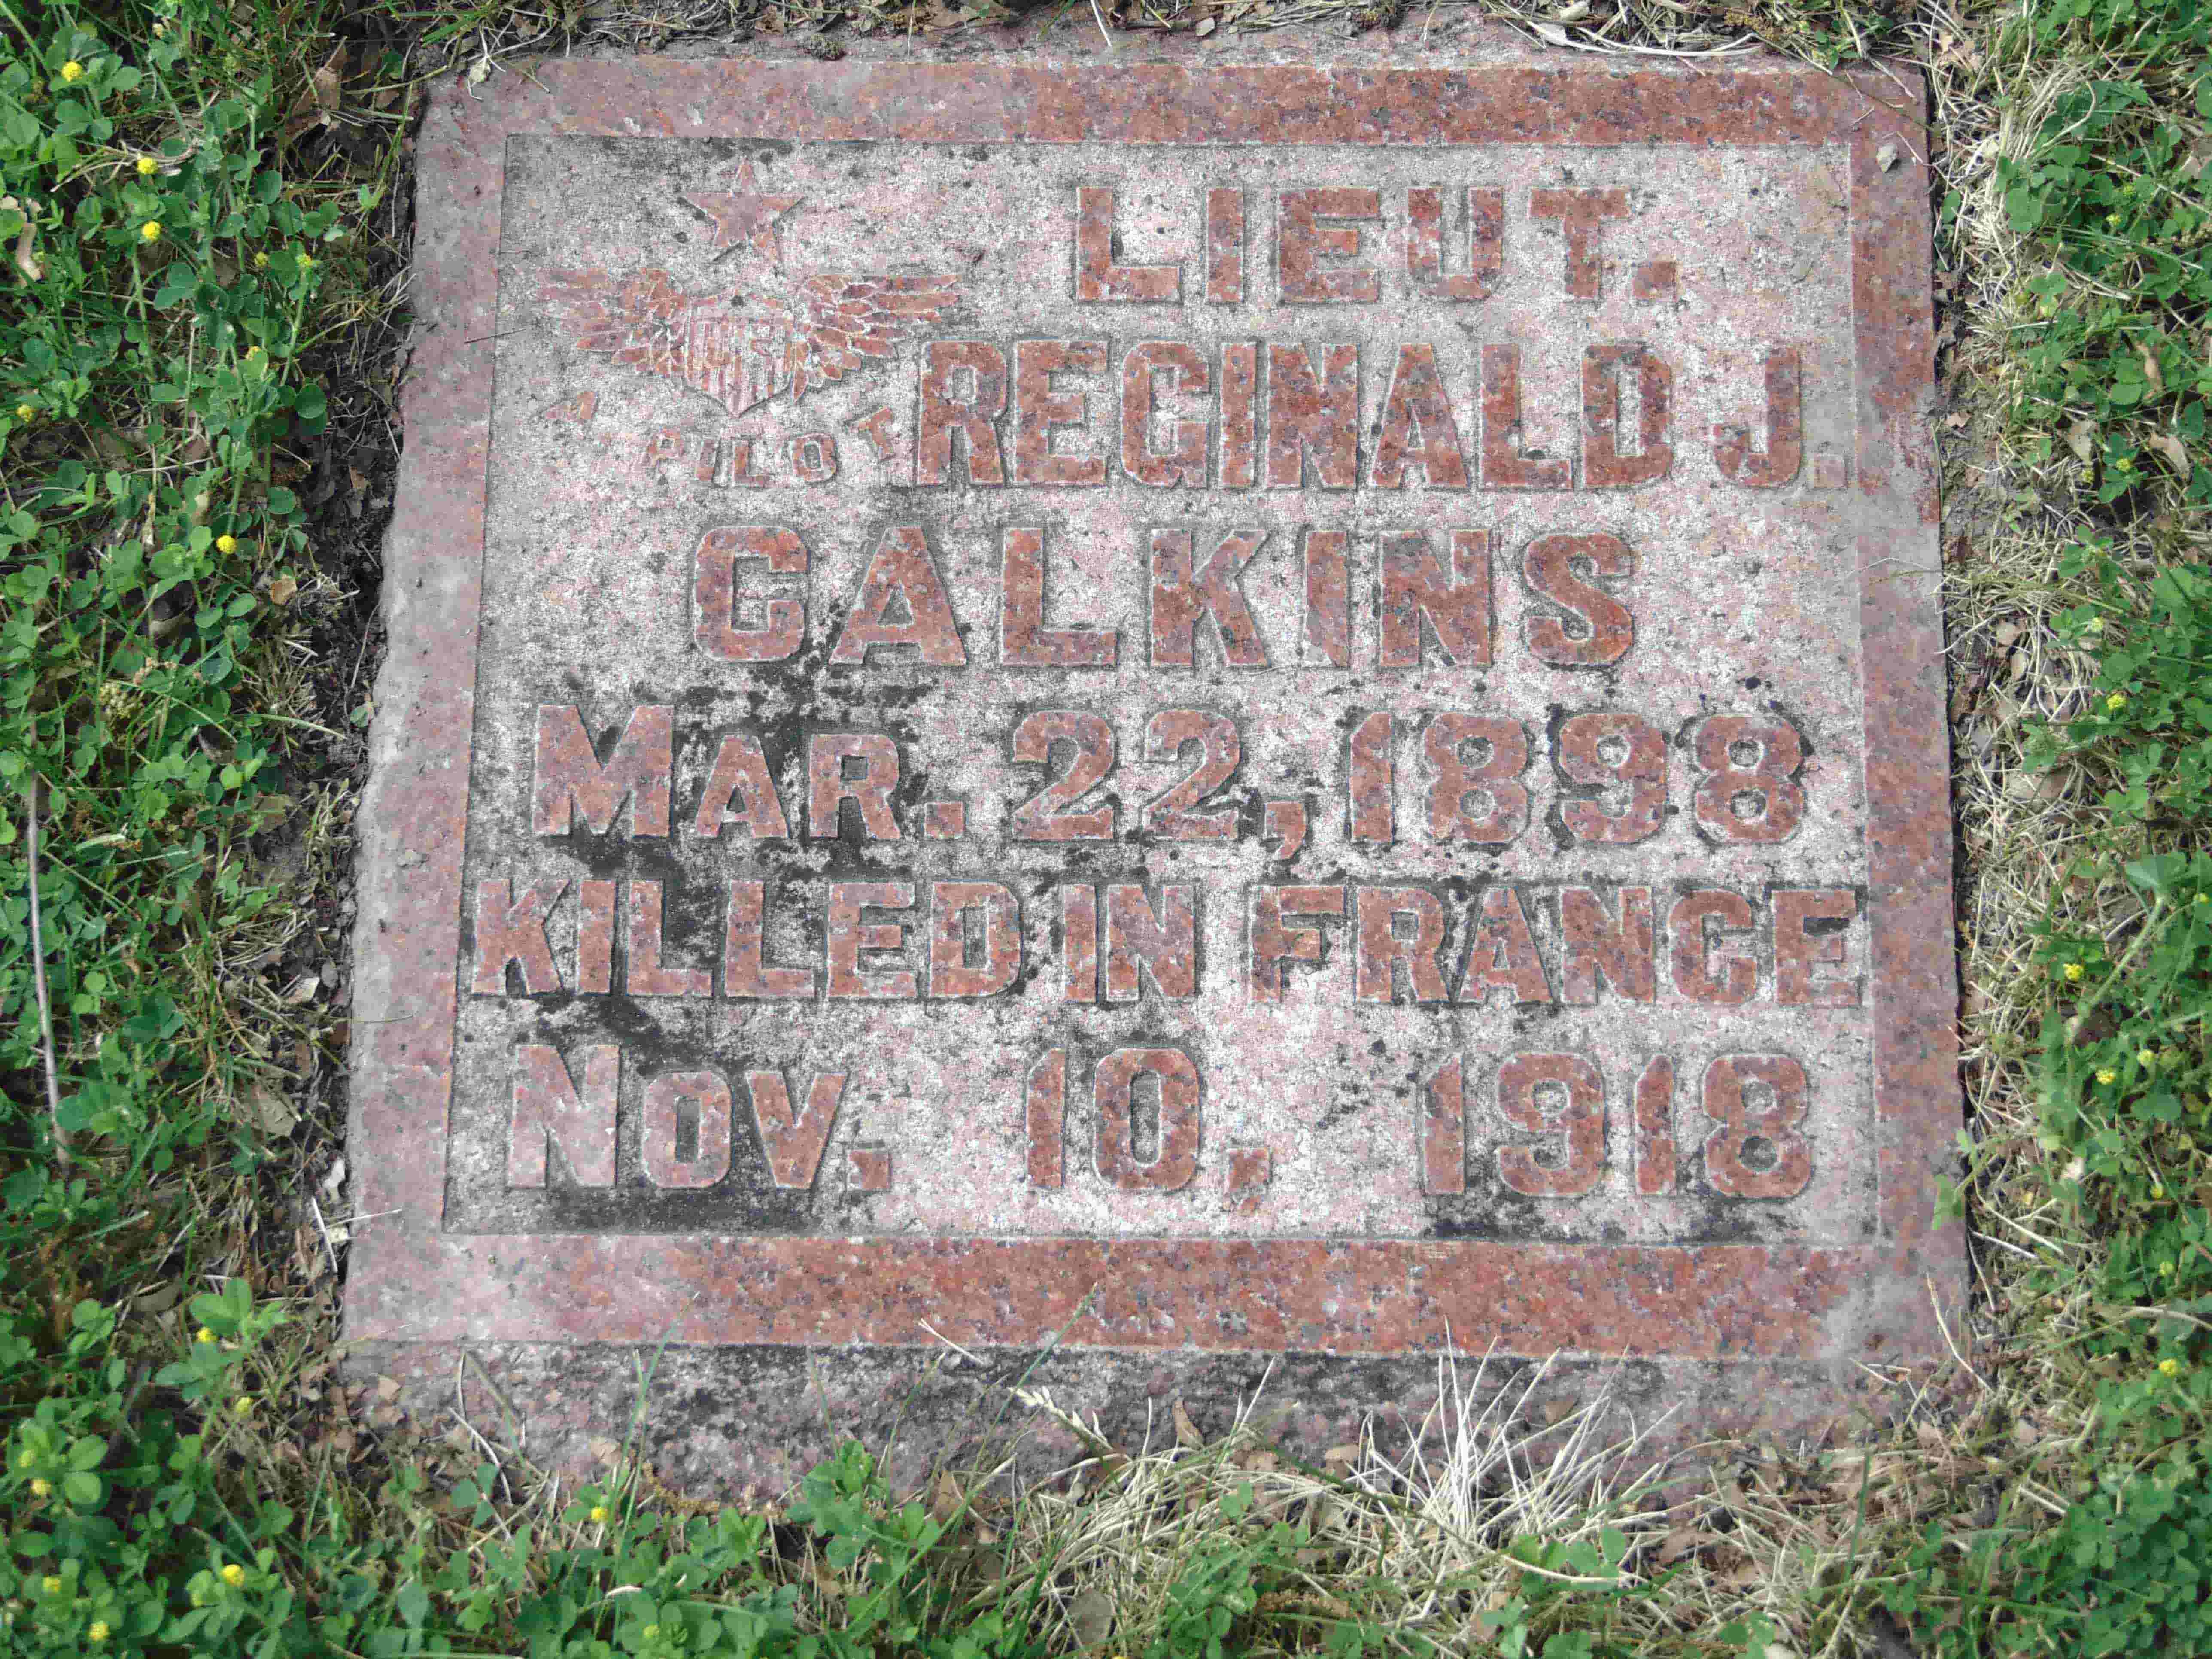 LIEUT.
U.S.
A. PILOT
REGINALD J.
CALKINS
MAR. 22, 1898
KILLED IN FRANCE
NOV. 10, 1918